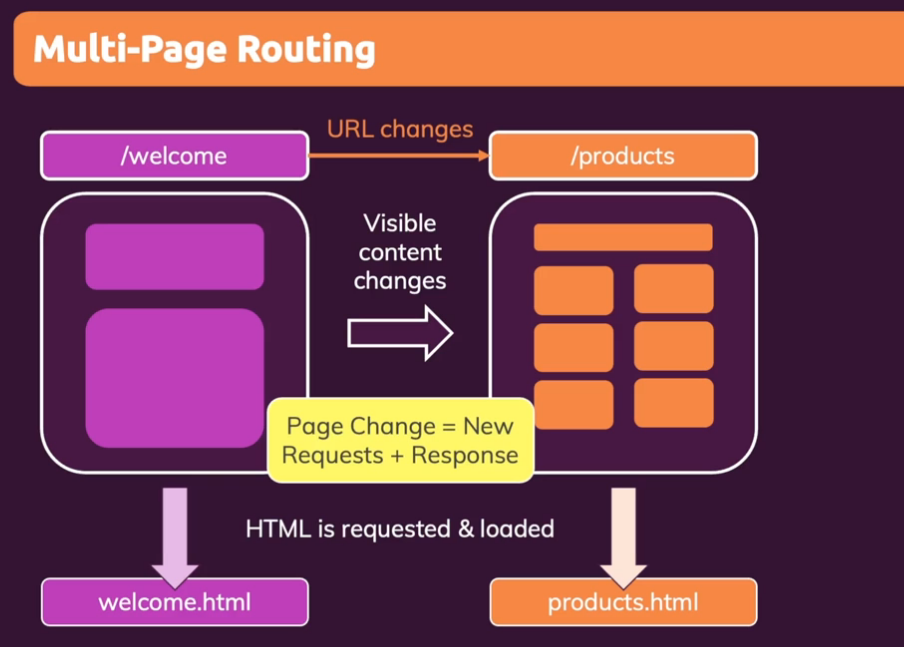 Multi-Page Routing
URL changes
/welcome
/products
Visible
content
changes
Page Change = New
Requests + Response
HTML is requested & loaded
welcome.html
products.html